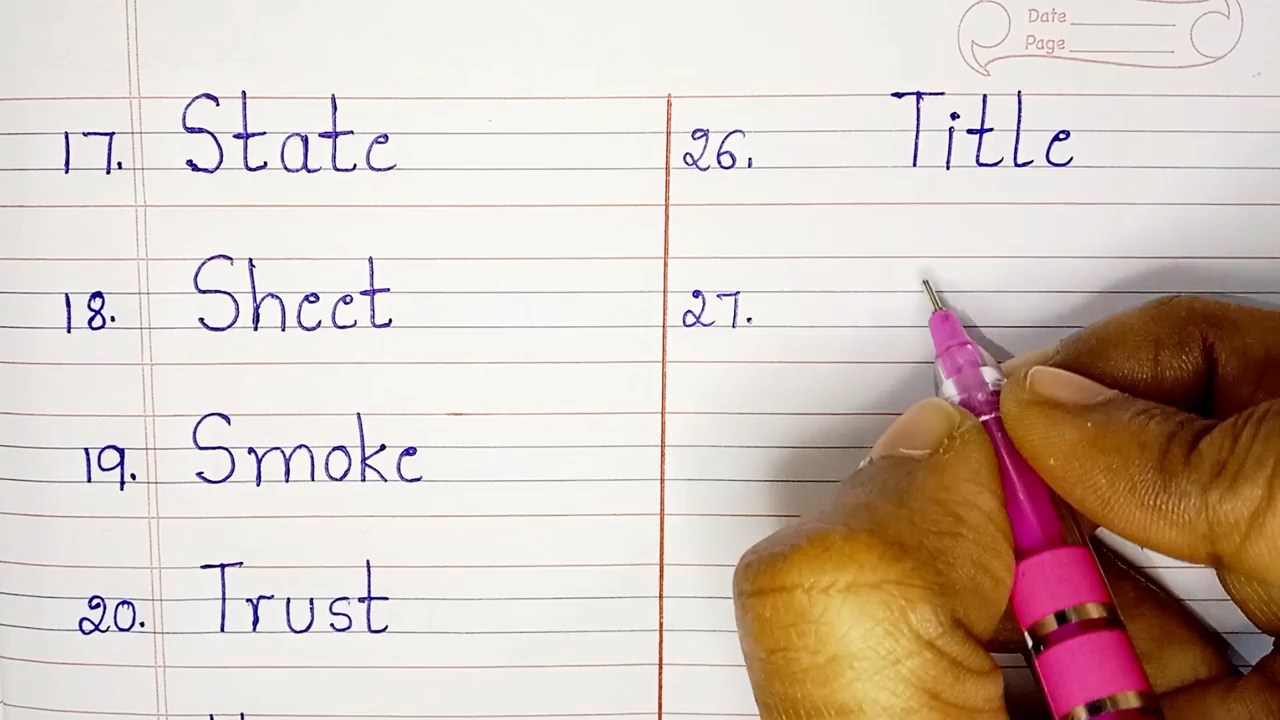 Date
Page
17. State
18. Sheet
19. Smoke
20. Trust
26. Title
27.